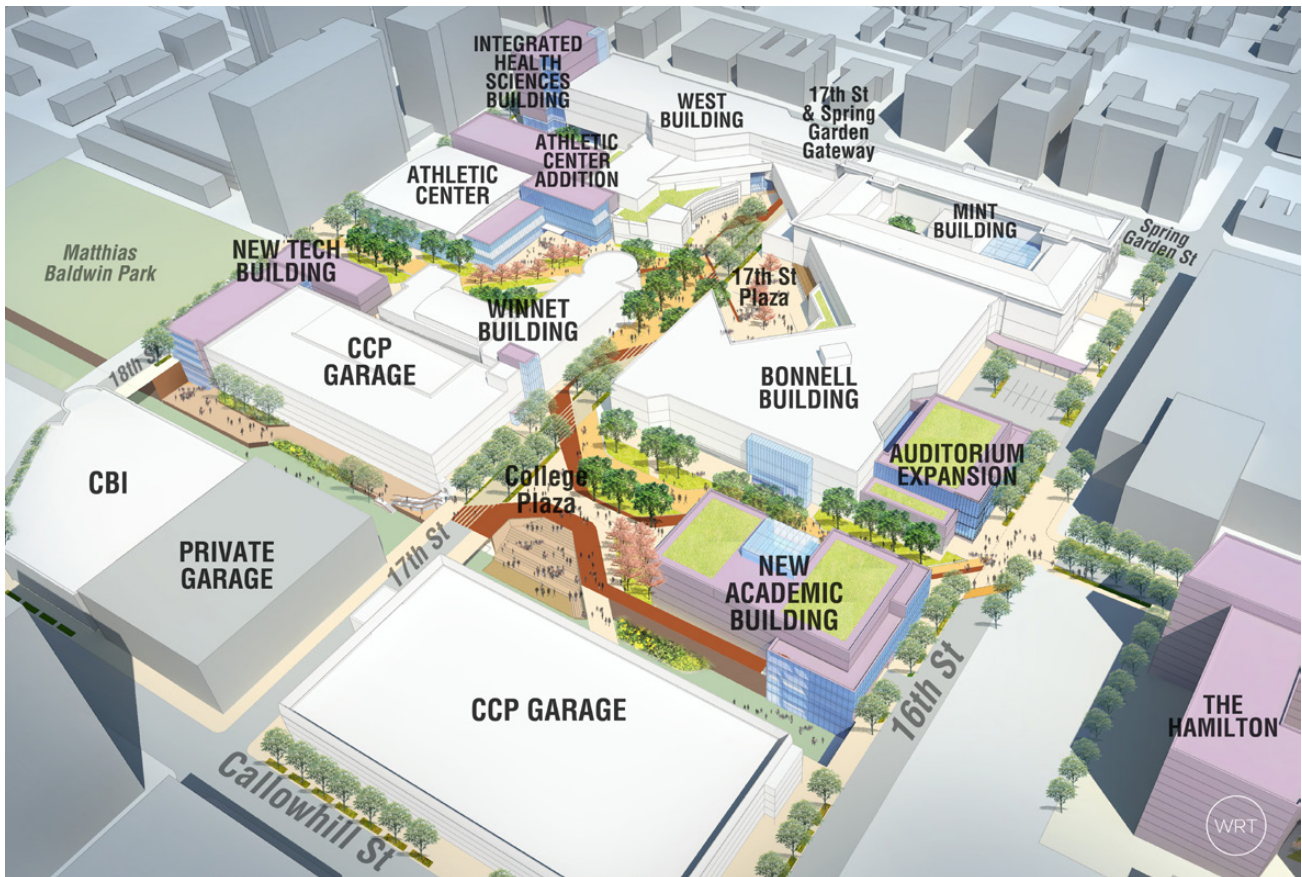 INTEGRATED
HEALTH
SCIENCES
BUILDING
WEST
BUILDING
17th St
& Spring
Garden
Gateway
ATHLETIC
CENTER
ADDITION
ATHLETIC
CENTER
MINT
BUILDING
Spring
Garden St
Matthias
Baldwin Park
NEW TECH
BUILDING
17th St
Plaza
WINNET
BUILDING
CCP
GARAGE
18th St
BONNELL
BUILDING
AUDITORIUM
EXPANSION
CBI
College
Plaza
PRIVATE
GARAGE
17th St
NEW
ACADEMIC
BUILDING
16th St
THE
HAMILTON
CCP GARAGE
Callowhill St
WRT